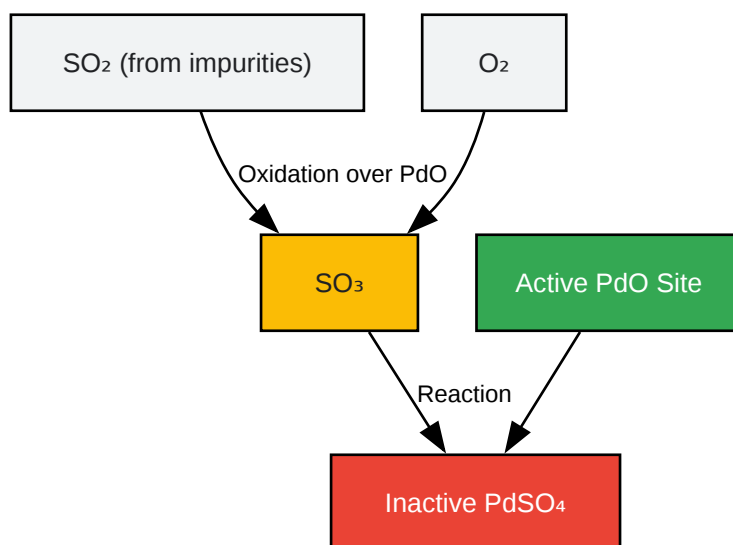 SO₂ (from impurities)
O₂
Oxidation over PdO
SO₃
Active PdO Site
Reaction
Inactive PdSO₄